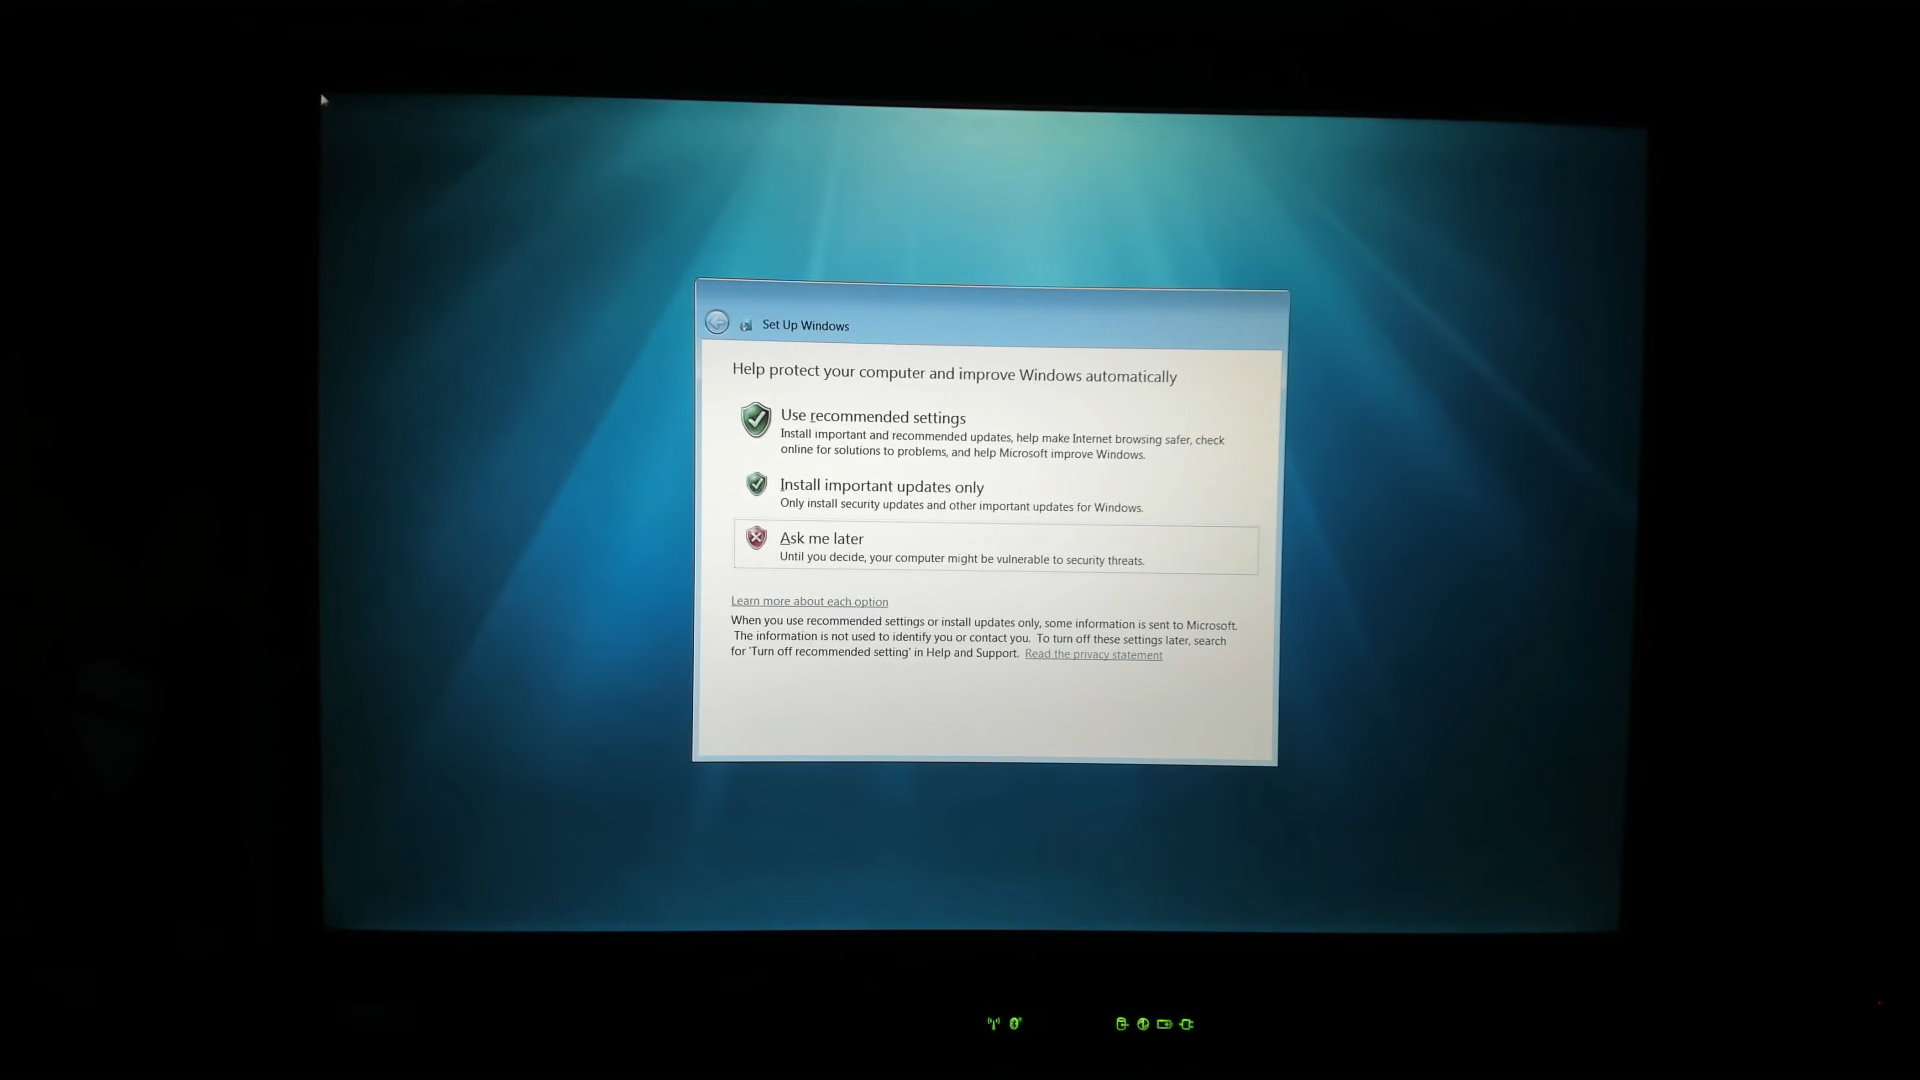 Set Up Windows
Help protect your computer and improve Windows automatically
Use recommended settings
Install important and recommended updates, help make Internet browsing safer, check
online for solutions to problems, and help Microsoft improve Windows.
Install important updates only
Only install security updates and other important updates for Windows.
Ask me later
Until you decide, your computer might be vulnerable to security threats.
Learn more about each option
When you use recommended settings or install updates only, some information is sent to Microsoft.
The information is not used to identify you or contact you. To turn off these settings later, search
for 'Turn off recommended setting' in Help and Support. Read the privacy statement